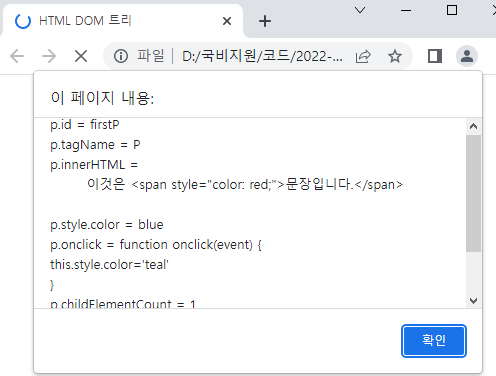 HTML DOM 트리
파일 | D:/국비지원/코드/2022-...
이 페이지 내용:
p.id = firstP
p.tagName = P
p.innerHTML =
이것은 <span style="color: red;">문장입니다.</span>
p.style.color = blue
p.onclick = function onclick(event) {
this.style.color='teal'
}
p.childElementCount = 1
확인